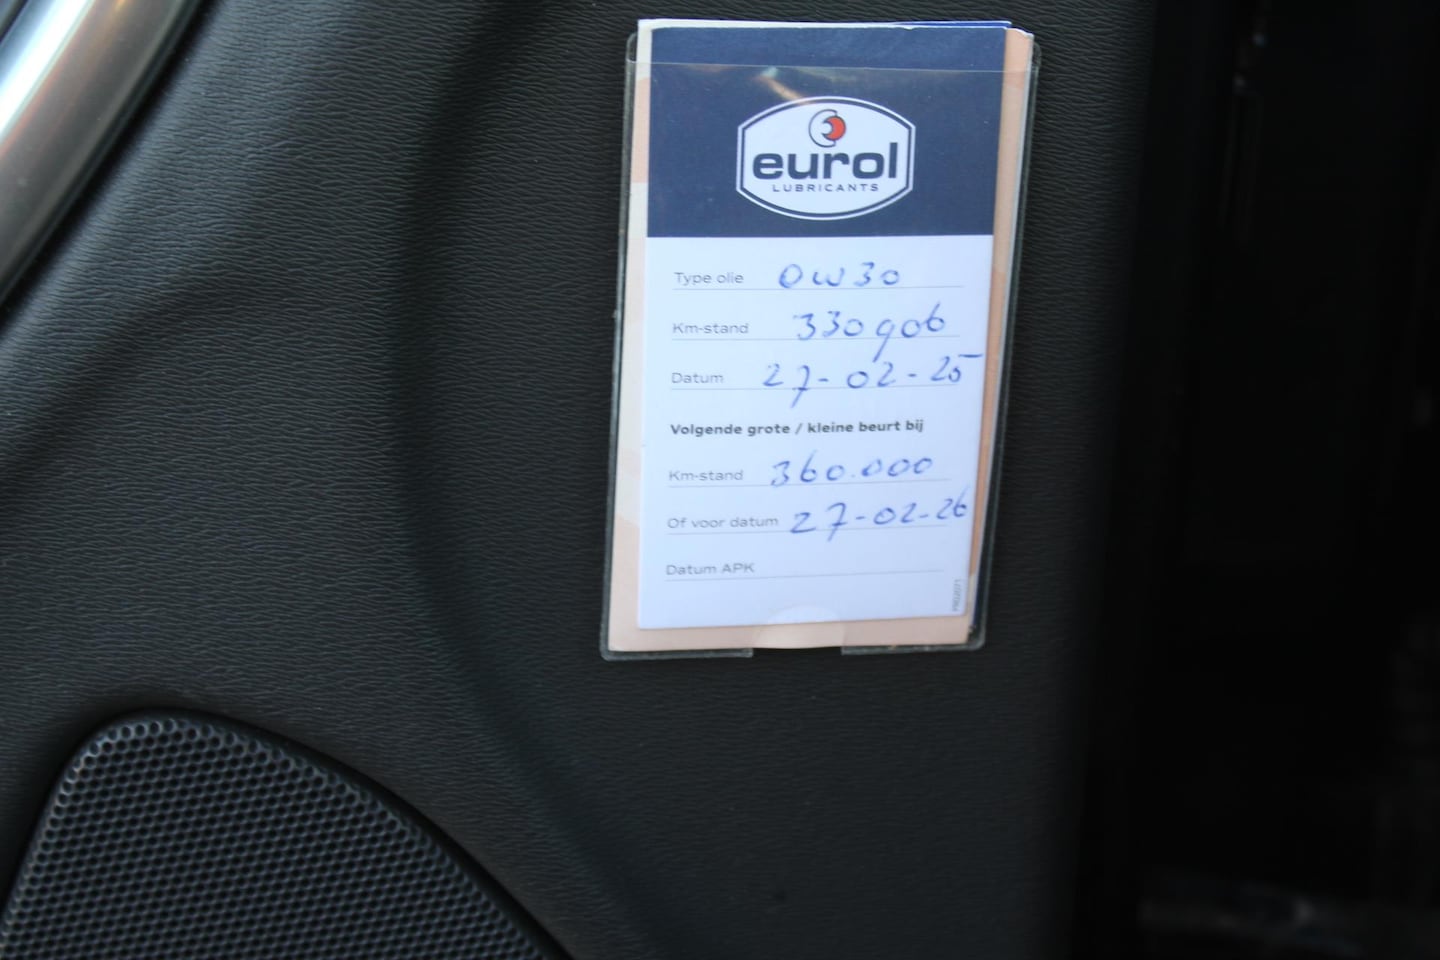 eurol
LUBRICANTS
Type olie 0W30
Km-stand 330906
Datum 27-02-25
Volgende grote / kleine beurt bij
Km-stand 360.000
Of voor datum 27-02-26
Datum APK